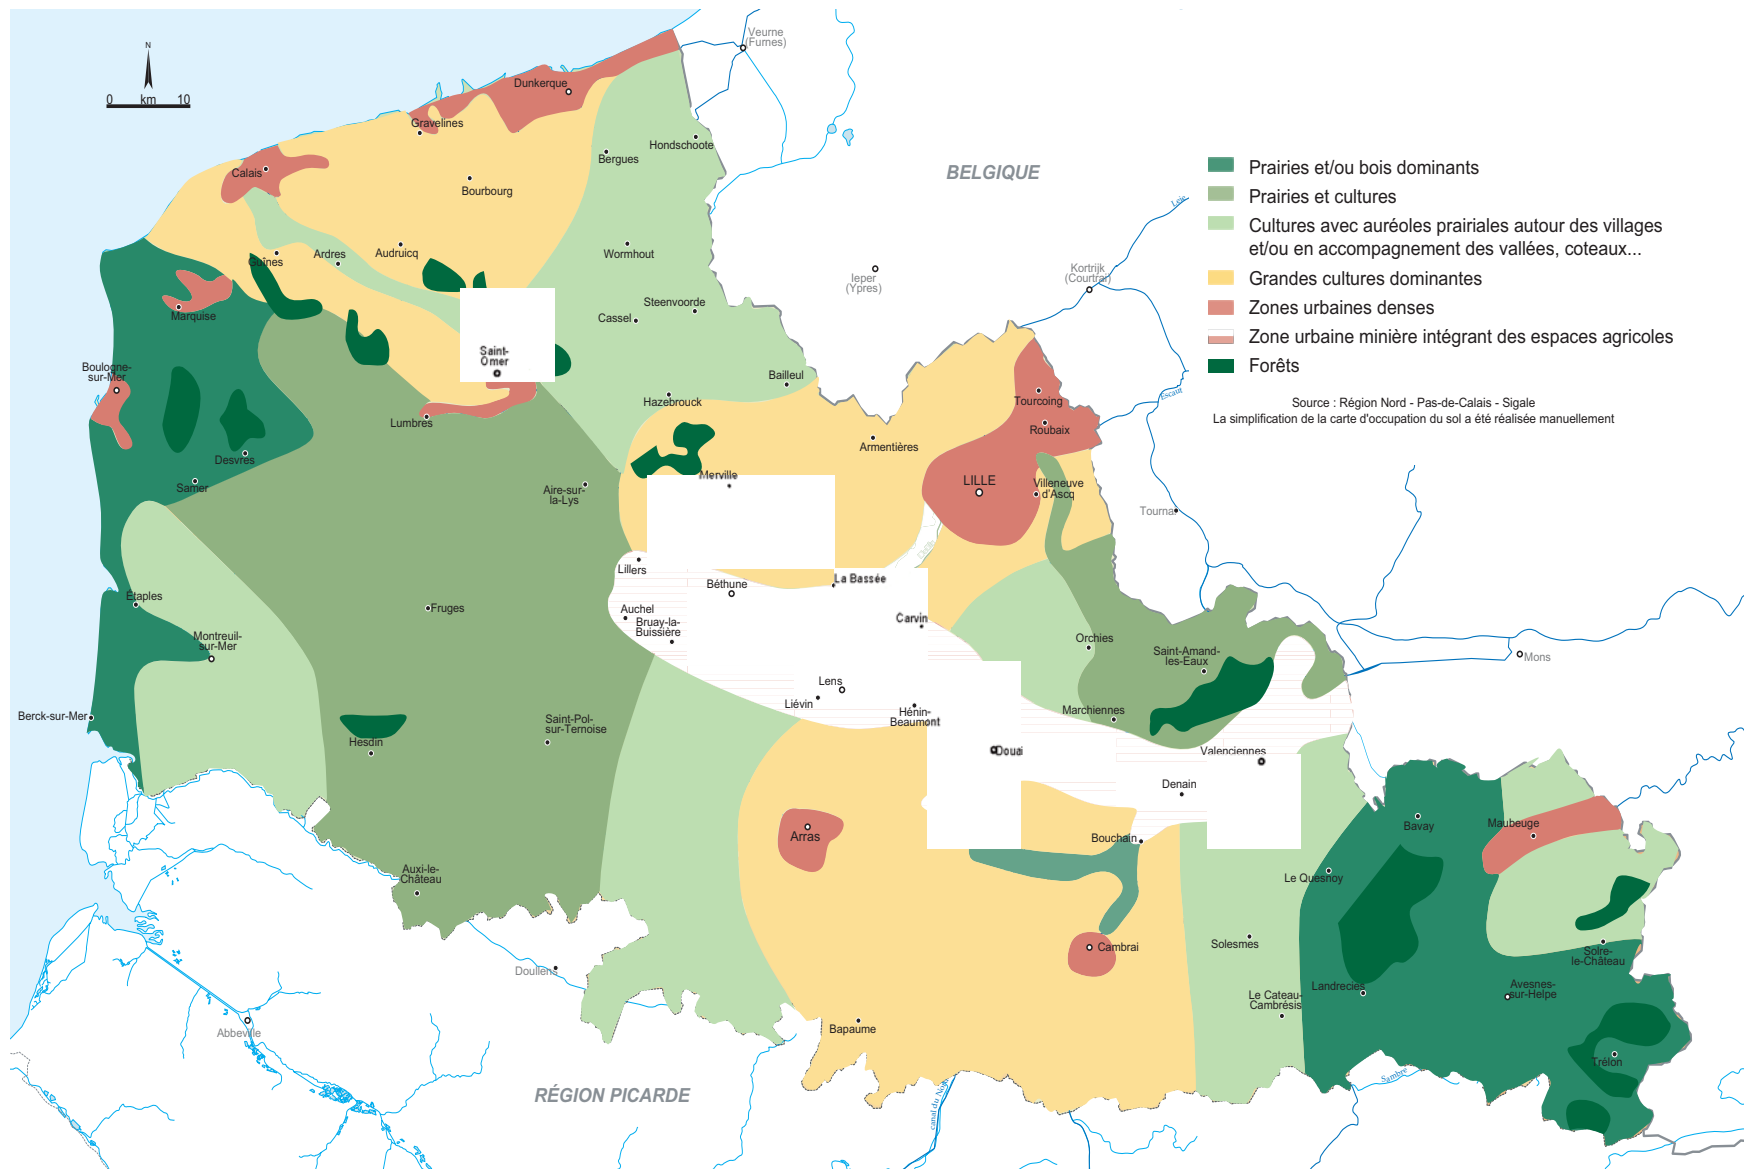 N
0 km 10
Veurne
(Furnes)
Dunkerque
Gravelines
Hondschoote
Bergues
Calais
Bourbourg
BELGIQUE
Prairies et/ou bois dominants
Prairies et cultures
Cultures avec auréoles prairiales autour des villages
et/ou en accompagnement des vallées, coteaux...
Grandes cultures dominantes
Zones urbaines denses
Zone urbaine minière intégrant des espaces agricoles
Forêts
Source : Région Nord - Pas-de-Calais - Sigale
La simplification de la carte d'occupation du sol a été réalisée manuellement
Leie
Guînes
Ardres
Audruicq
Wormhout
Ieper
(Ypres)
Kortrijk
(Courtrai)
Steenvoorde
Cassel
Marquise
Saint-
Omer
Boulogne-
sur-Mer
Bailleul
Hazebrouck
Tourcoing
Escaut
Lumbres
Roubaix
Armentières
Desvres
Samer
Aire-sur-
la-Lys
Merville
LILLE
Villeneuve
d'Ascq
Tournai
Lillers
Béthune
La Bassée
Étaples
Fruges
Auchel
Bruay-la-
Buissière
Carvin
Montreuil-
sur-Mer
Orchies
Saint-Amand-
les-Eaux
Mons
Lens
Liévin
Hénin-
Beaumont
Marchiennes
Berck-sur-Mer
Saint-Pol-
sur-Ternoise
Hesdin
Douai
Valenciennes
Denain
Arras
Bouchain
Bavay
Maubeuge
Auxi-le-
Château
Le Quesnoy
Cambrai
Solesmes
Solre-
le-Château
Doullens
Landrecies
Avesnes-
sur-Helpe
Le Cateau-
Cambrésis
Abbeville
Bapaume
Trélon
Sambre
RÉGION PICARDE
canal du Nord